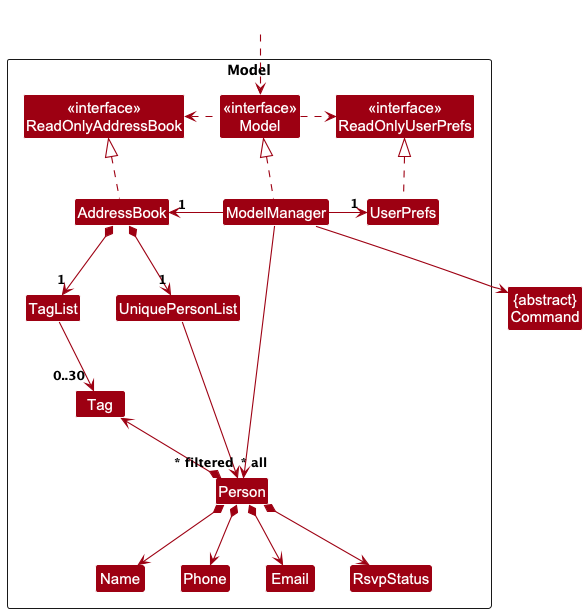 Model
«interface»
ReadOnlyAddressBook
«interface»
Model
«interface»
ReadOnlyUserPrefs
AddressBook
1
ModelManager
1
UserPrefs
1
1
TagList
UniquePersonList
{abstract}
Command
0..30
Tag
* filtered
* all
Person
Name
Phone
Email
RsvpStatus